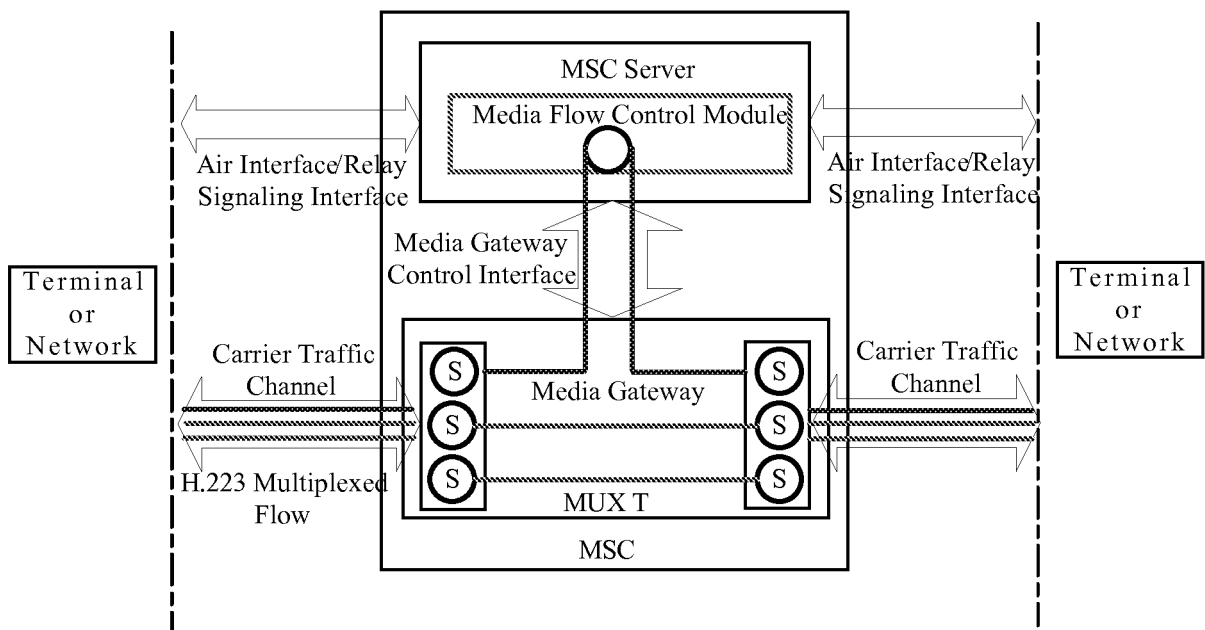 MSC Server
Media Flow Control Module
Air Interface/Relay
Signaling Interface
Air Interface/Relay
Signaling Interface
Media Gateway
Control Interface
Terminal
or
Network
Terminal
or
Network
Carrier Traffic
Channel
Carrier Traffic
Channel
S
S
Media Gateway
S
S
S
S
H.223 Multiplexed
Flow
MUX T
MSC